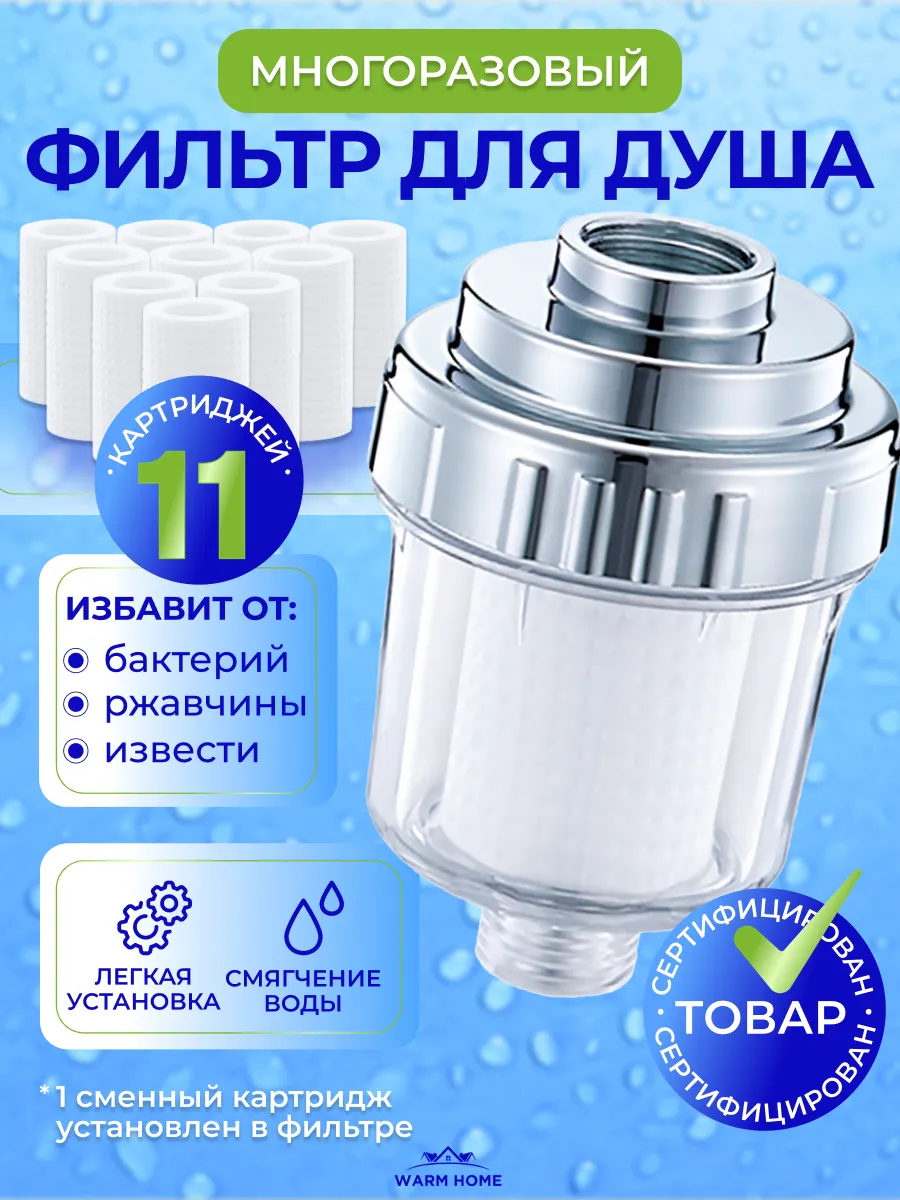 МНОГОРАЗОВЫЙ
ФИЛЬТР ДЛЯ ДУША
КАРТРИДЖЕЙ
11
ИЗБАВИТ ОТ:
бактерий
ржавчины
извести
ЛЕГКАЯ
УСТАНОВКА
СМЯГЧЕНИЕ
ВОДЫ
СЕРТИФИЦИРОВАН
ТОВАР
СЕРТИФИЦИРОВАН
* 1 сменный картридж
установлен в фильтре
WARM HOME